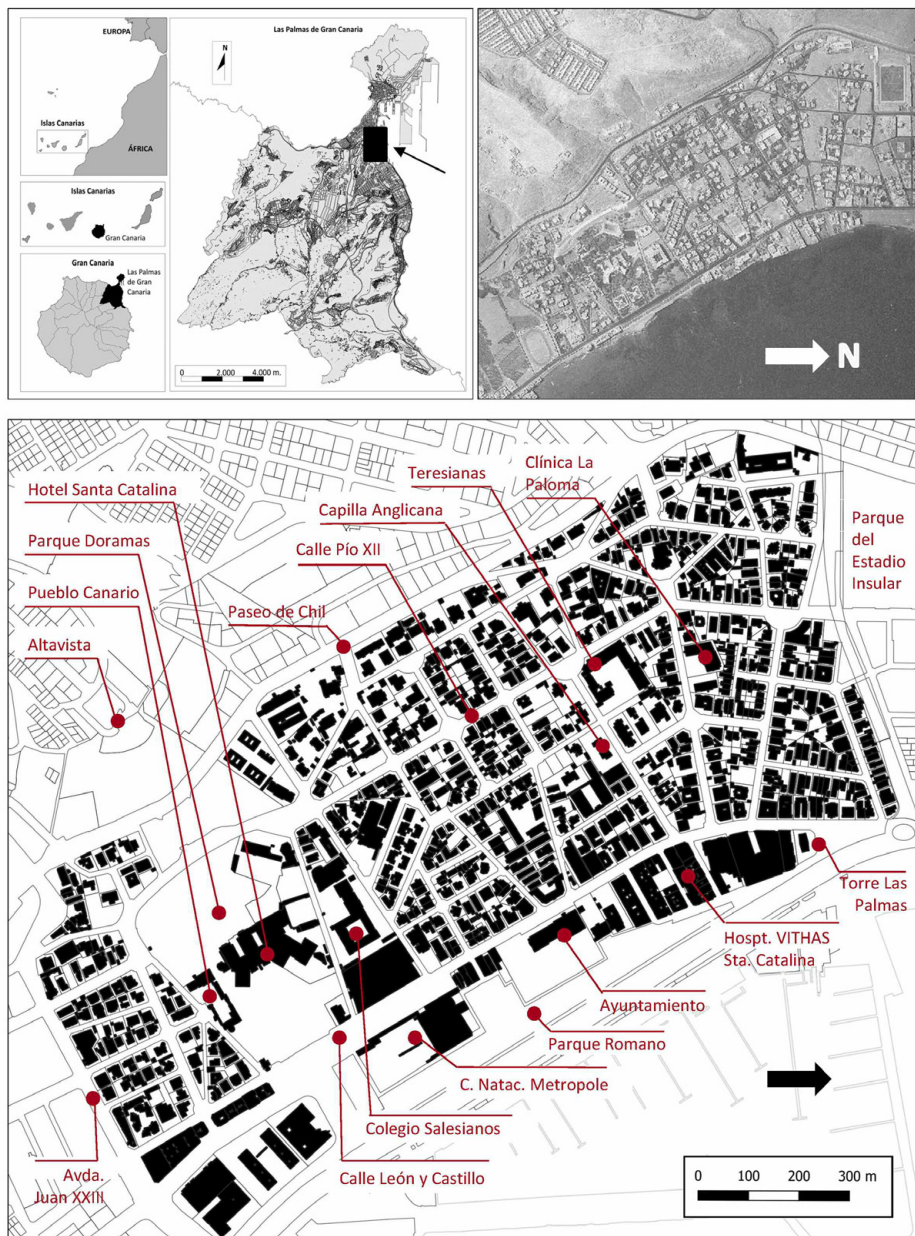 EUROPA
Islas Canarias
ÁFRICA
Islas Canarias
Gran Canaria
Gran Canaria
Las Palmas
de Gran
Canaria
Las Palmas de Gran Canaria
N
0 2.000 4.000 m.
N
Hotel Santa Catalina
Parque Doramas
Pueblo Canario
Altavista
Paseo de Chil
Teresianas
Capilla Anglicana
Calle Pío XII
Clínica La
Paloma
Parque
del
Estadio
Insular
Torre Las
Palmas
Hospt. VITHAS
Sta. Catalina
Ayuntamiento
Parque Romano
C. Natac. Metropole
Colegio Salesianos
Calle León y Castillo
Avda.
Juan XXIII
0 100 200 300 m